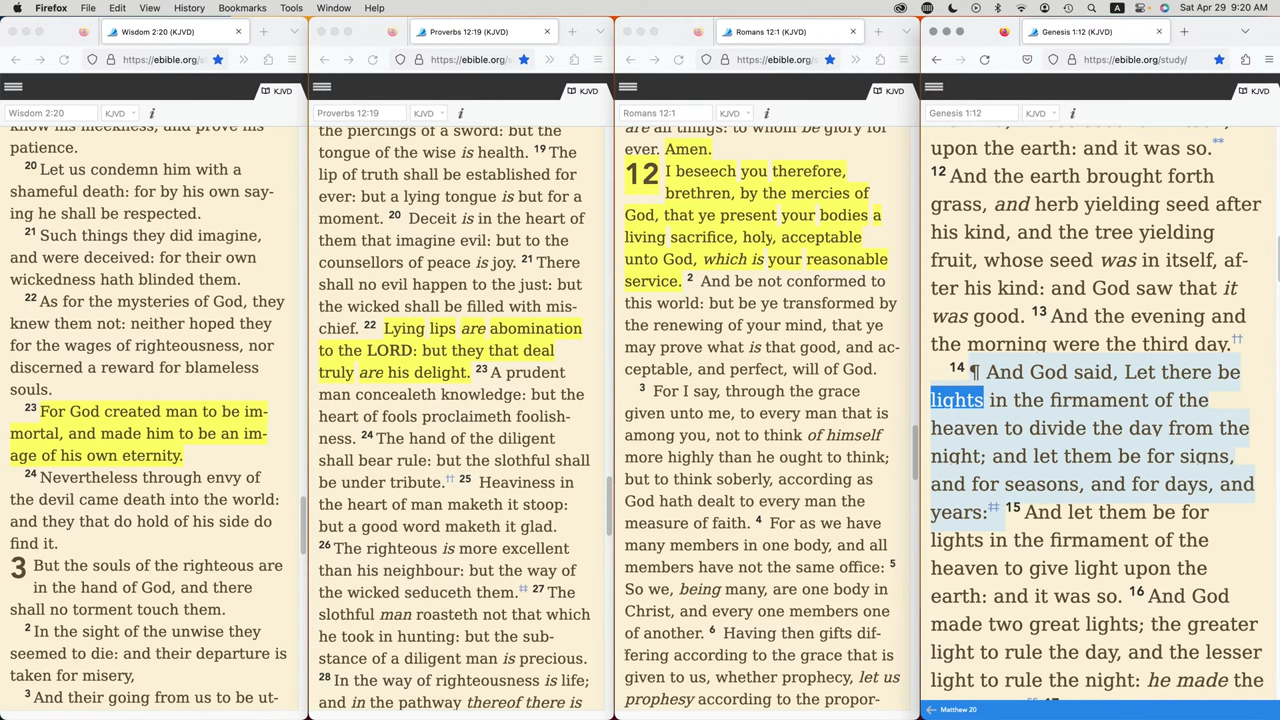 Firefox File Edit View History Bookmarks Tools Window Help
A Sat Apr 29 9:20 AM
Wisdom 2:20 (KJVD)
https://ebible.org/s
KJVD
Wisdom 2:20 KJVD i
know his meekness, and prove his
patience.
20 Let us condemn him with a
shameful death: for by his own say-
ing he shall be respected.
21 Such things they did imagine,
and were deceived: for their own
wickedness hath blinded them.
22 As for the mysteries of God, they
knew them not: neither hoped they
for the wages of righteousness, nor
discerned a reward for blameless
souls.
23 For God created man to be im-
mortal, and made him to be an im-
age of his own eternity.
24 Nevertheless through envy of
the devil came death into the world:
and they that do hold of his side do
find it.
3 But the souls of the righteous are
in the hand of God, and there
shall no torment touch them.
2 In the sight of the unwise they
seemed to die: and their departure is
taken for misery,
3 And their going from us to be ut-
Proverbs 12:19 (KJVD)
https://ebible.org/s
KJVD
Proverbs 12:19 KJVD i
the piercings of a sword: but the
tongue of the wise is health. 19 The
lip of truth shall be established for
ever: but a lying tongue is but for a
moment. 20 Deceit is in the heart of
them that imagine evil: but to the
counsellors of peace is joy. 21 There
shall no evil happen to the just: but
the wicked shall be filled with mis-
chief. 22 Lying lips are abomination
to the LORD: but they that deal
truly are his delight. 23 A prudent
man concealeth knowledge: but the
heart of fools proclaimeth foolish-
ness. 24 The hand of the diligent
shall bear rule: but the slothful shall
be under tribute.†† 25 Heaviness in
the heart of man maketh it stoop:
but a good word maketh it glad.
26 The righteous is more excellent
than his neighbour: but the way of
the wicked seduceth them.‡‡ 27 The
slothful man roasteth not that which
he took in hunting: but the sub-
stance of a diligent man is precious.
28 In the way of righteousness is life;
and in the pathway thereof there is
Romans 12:1 (KJVD)
https://ebible.org/s
KJVD
Romans 12:1 KJVD i
are all things: to whom be glory for
ever. Amen.
12 I beseech you therefore,
brethren, by the mercies of
God, that ye present your bodies a
living sacrifice, holy, acceptable
unto God, which is your reasonable
service. 2 And be not conformed to
this world: but be ye transformed by
the renewing of your mind, that ye
may prove what is that good, and ac-
ceptable, and perfect, will of God.
3 For I say, through the grace
given unto me, to every man that is
among you, not to think of himself
more highly than he ought to think;
but to think soberly, according as
God hath dealt to every man the
measure of faith. 4 For as we have
many members in one body, and all
members have not the same office: 5
So we, being many, are one body in
Christ, and every one members one
of another. 6 Having then gifts dif-
fering according to the grace that is
given to us, whether prophecy, let us
prophesy according to the propor-
Genesis 1:12 (KJVD)
https://ebible.org/study/
KJVD
Genesis 1:12 KJVD i
upon the earth: and it was so.**
12 And the earth brought forth
grass, and herb yielding seed after
his kind, and the tree yielding
fruit, whose seed was in itself, af-
ter his kind: and God saw that it
was good. 13 And the evening and
the morning were the third day.††
14 ¶ And God said, Let there be
lights in the firmament of the
heaven to divide the day from the
night; and let them be for signs,
and for seasons, and for days, and
years:‡‡ 15 And let them be for
lights in the firmament of the
heaven to give light upon the
earth: and it was so. 16 And God
made two great lights; the greater
light to rule the day, and the lesser
light to rule the night: he made the
← Matthew 20